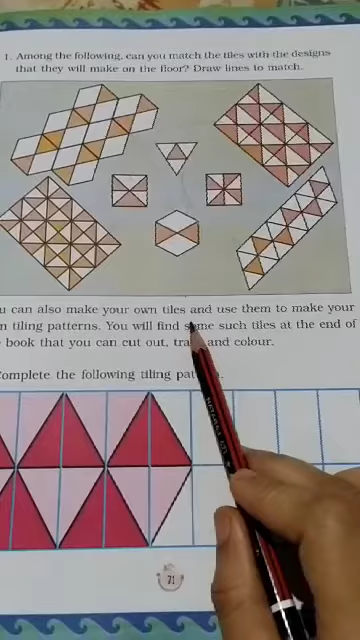 1. Among the following, can you match the tiles with the designs
that they will make on the floor? Draw lines to match.
u can also make your own tiles and use them to make your
n tiling patterns. You will find some such tiles at the end of
book that you can cut out, and colour.
Complete the following tiling
71